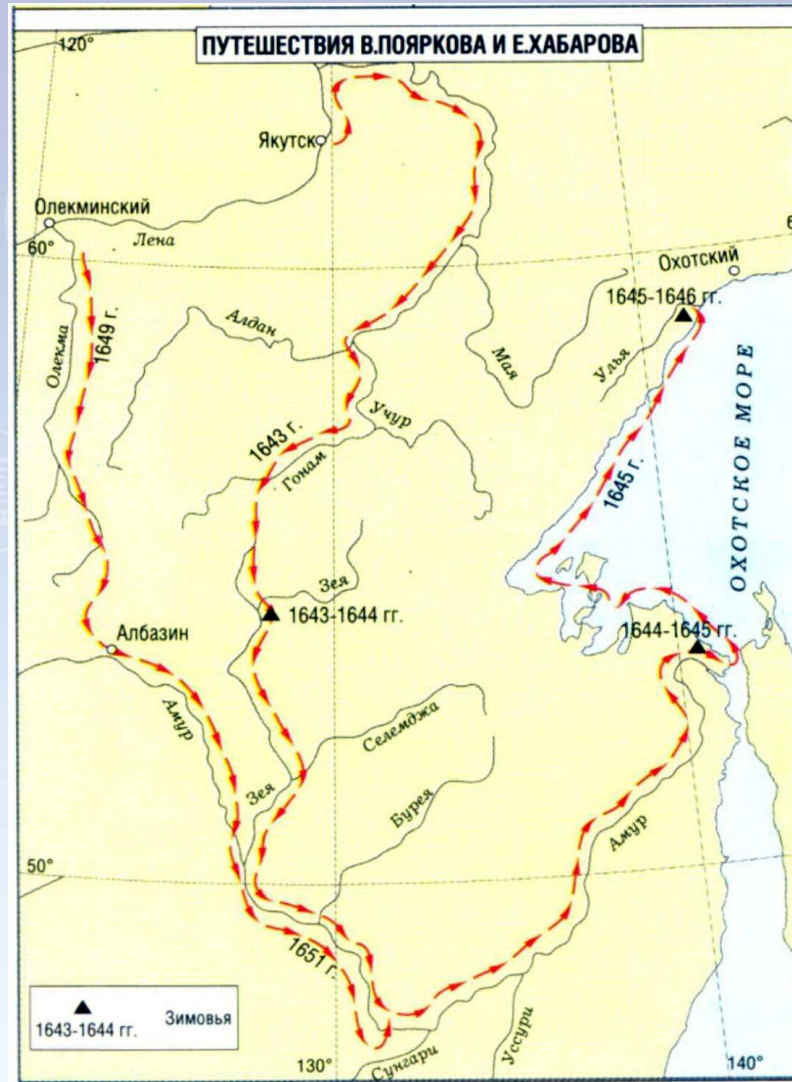 ПУТЕШЕСТВИЯ В.ПОЯРКОВА И Е.ХАБАРОВА
120°
Якутск
Олекминский
Лена
60°
6
Охотский
1645-1646 гг.
Алдан
Олекма
1649 г.
Мая
Улья
Учур
1643 г.
Гонам
1645 г.
ОХОТСКОЕ МОРЕ
Зея
1643-1644 гг.
1644-1645 гг.
Албазин
Амур
Селемджа
Зея
Бурея
Амур
50°
1651 г.
Уссури
Сунгари
1643-1644 гг.
Зимовья
130°
140°